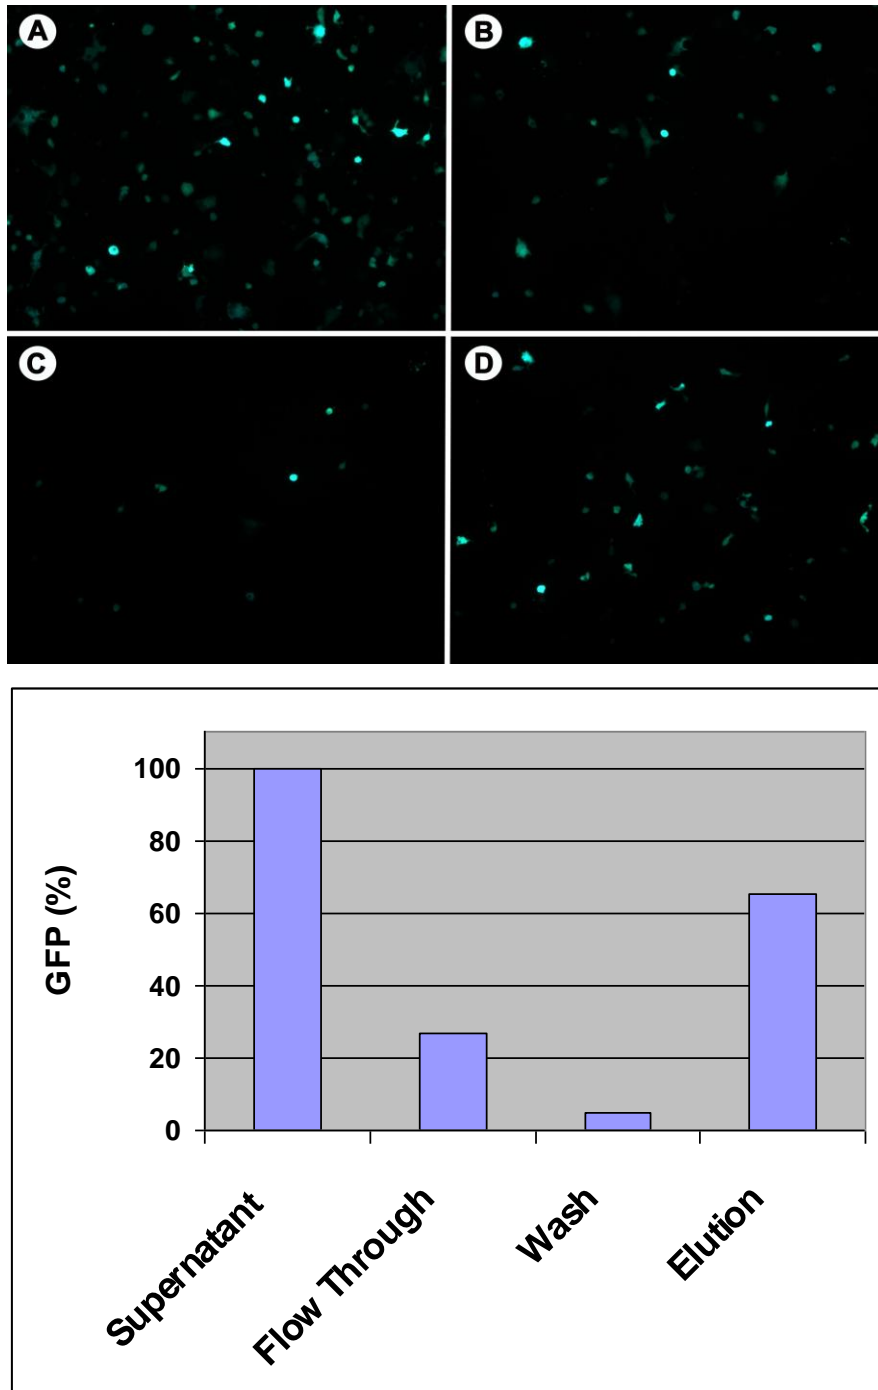 A
B
C
D
GFP (%)
100
80
60
40
20
0
Supernatant
Flow Through
Wash
Elution